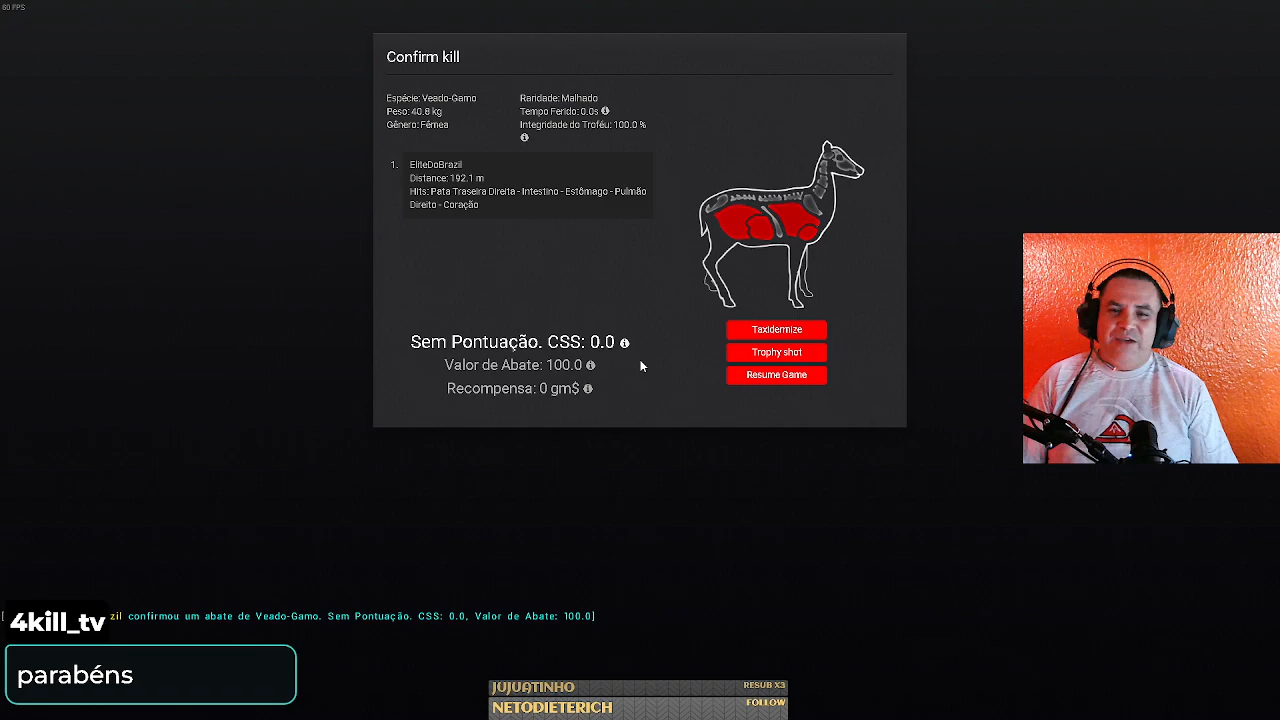 60 FPS
Confirm kill
Espécie: Veado-Gamo
Peso: 40.8 kg
Gênero: Fêmea
Raridade: Malhado
Tempo Ferido: 0.0s
Integridade do Troféu: 100.0 %
1.
EliteDoBrazil
Distance: 192.1 m
Hits: Pata Traseira Direita - Intestino - Estômago - Pulmão
Direito - Coração
Sem Pontuação. CSS: 0.0
Valor de Abate: 100.0
Recompensa: 0 gm$
Taxidermize
Trophy shot
Resume Game
[
4kill_tv
zil confirmou um abate de Veado-Gamo. Sem Pontuação. CSS: 0.0, Valor de Abate: 100.0]
parabéns
JUJUATINHO
RESUB X3
NETODIETERICH
FOLLOW